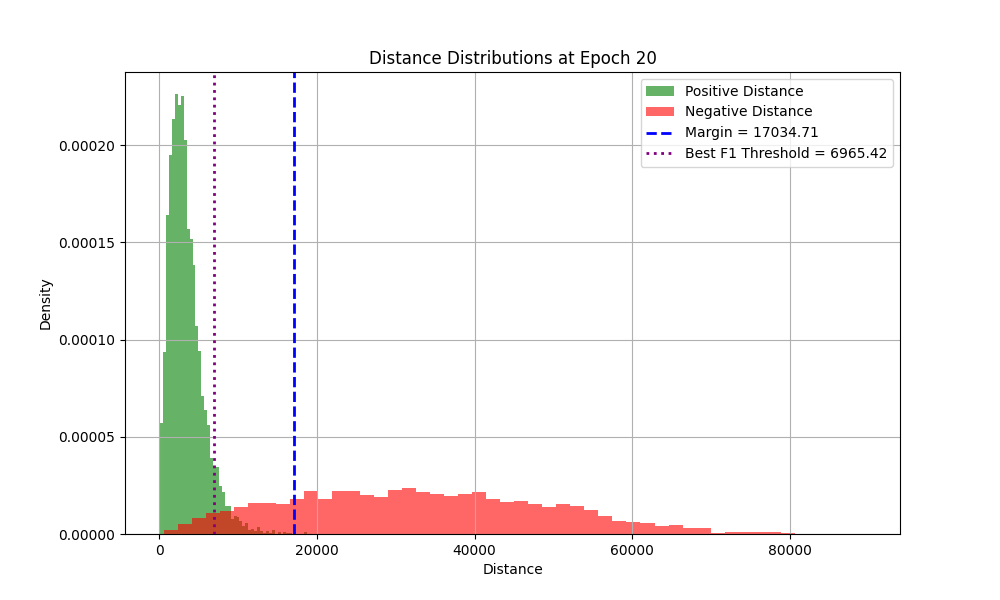 Distance Distributions at Epoch 20
Positive Distance
Negative Distance
Margin = 17034.71
Best F1 Threshold = 6965.42
Density
0.00020
0.00015
0.00010
0.00005
0.00000
0
20000
40000
60000
80000
Distance